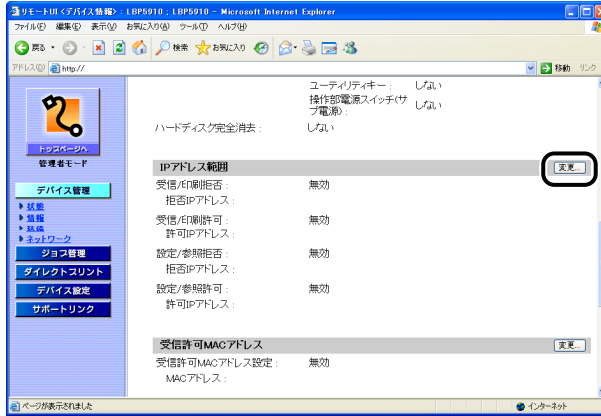 リモートUI <デバイス情報> : LBP5910 ; LBP5910 - Microsoft Internet Explorer
ファイル(F) 編集(E) 表示(V) お気に入り(A) ツール(T) ヘルプ(H)
戻る 検索 お気に入り
アドレス(D) http:// 移動 リンク
ユーティリティキー : しない
操作部電源スイッチ(サブ電源) : しない
ハードディスク完全消去 : しない
トップページへ
管理者モード
IPアドレス範囲 変更...
受信/印刷拒否 : 無効
拒否IPアドレス :
受信/印刷許可 : 無効
許可IPアドレス :
設定/参照拒否 : 無効
拒否IPアドレス :
設定/参照許可 : 無効
許可IPアドレス :
デバイス管理
状態
情報
装備
ネットワーク
ジョブ管理
ダイレクトプリント
デバイス設定
サポートリンク
受信許可MACアドレス 変更...
受信許可MACアドレス設定 : 無効
MACアドレス :
ページが表示されました インターネット